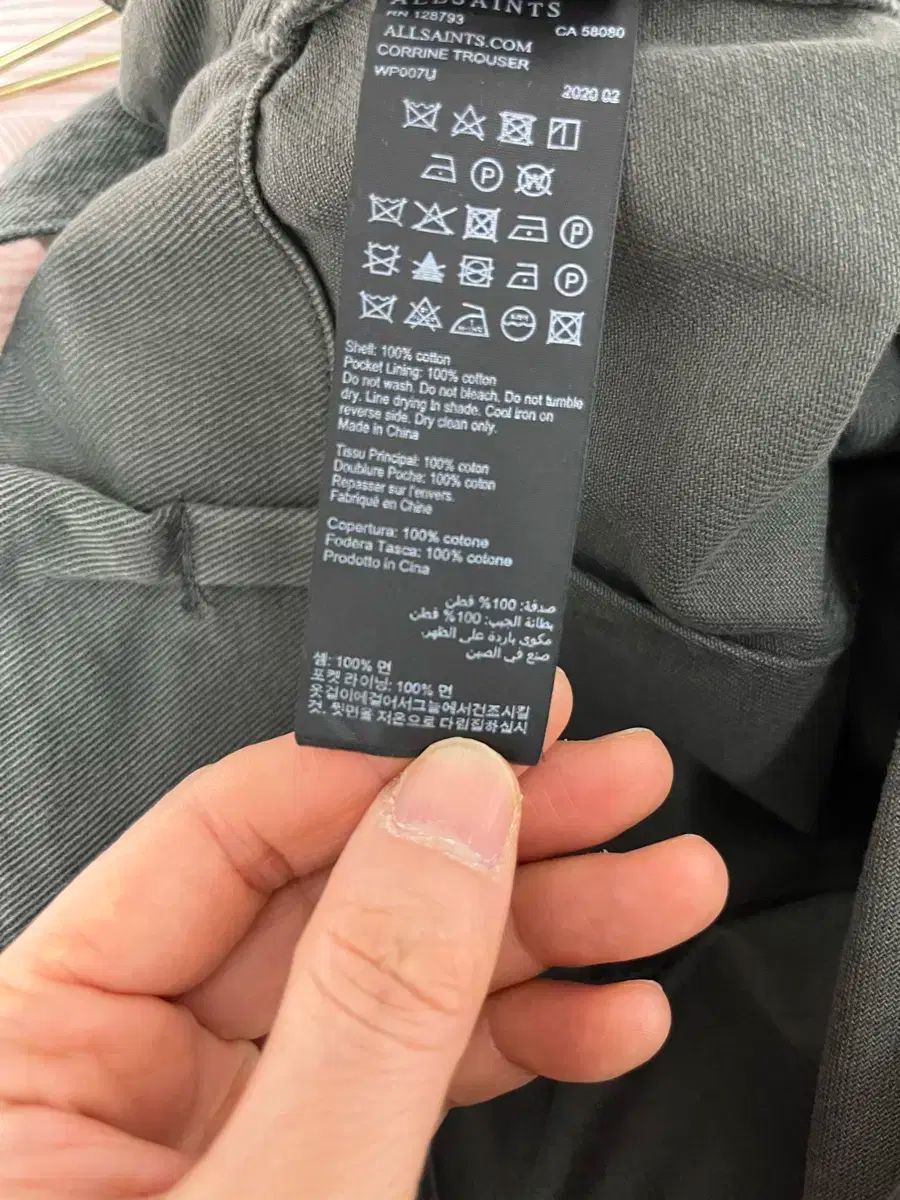 ALLSAINTS
RN 128793
CA 58080
ALLSAINTS.COM
CORRINE TROUSER
WP007U
2020 02
P W
P
P
Shell: 100% cotton
Pocket Lining: 100% cotton
Do not wash. Do not bleach. Do not tumble
dry. Line drying in shade. Cool iron on
reverse side. Dry clean only.
Made in China
Tissu Principal: 100% coton
Doublure Poche: 100% coton
Repasser sur l'envers.
Fabriqué en Chine
Copertura: 100% cotone
Fodera Tasca: 100% cotone
Prodotto in Cina
صدفة: 100% قطن
بطانة الجيب: 100% قطن
مكوى باردة على الظهر.
صنع في الصين
셸: 100% 면
포켓 라이닝: 100% 면
옷걸이에걸어서그늘에서건조시킬
것. 뒷면을 저온으로 다림질하십시